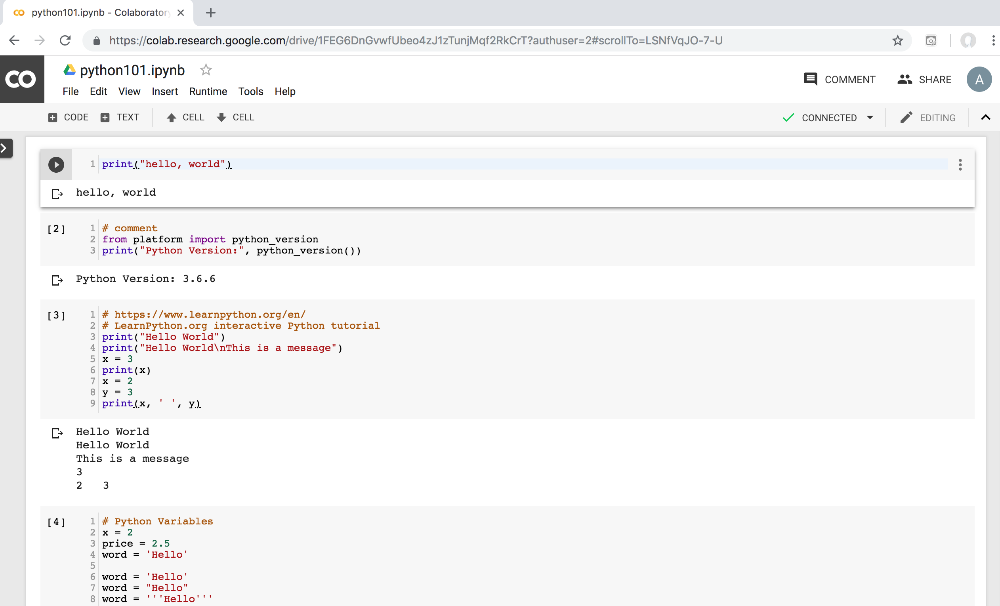 python101.ipynb - Colaboratory
https://colab.research.google.com/drive/1FEG6DnGvwfUbeo4zJ1zTunjMqf2RkCrT?authuser=2#scrollTo=LSNfVqJO-7-U
CO python101.ipynb
File Edit View Insert Runtime Tools Help
COMMENT SHARE A
CODE TEXT CELL CELL CONNECTED EDITING
1 print("hello, world")
hello, world
[2] 1 # comment
2 from platform import python_version
3 print("Python Version:", python_version())
Python Version: 3.6.6
[3] 1 # https://www.learnpython.org/en/
2 # LearnPython.org interactive Python tutorial
3 print("Hello World")
4 print("Hello World\nThis is a message")
5 x = 3
6 print(x)
7 x = 2
8 y = 3
9 print(x, ' ', y)
Hello World
Hello World
This is a message
3
2   3
[4] 1 # Python Variables
2 x = 2
3 price = 2.5
4 word = 'Hello'
5
6 word = 'Hello'
7 word = "Hello"
8 word = '''Hello'''